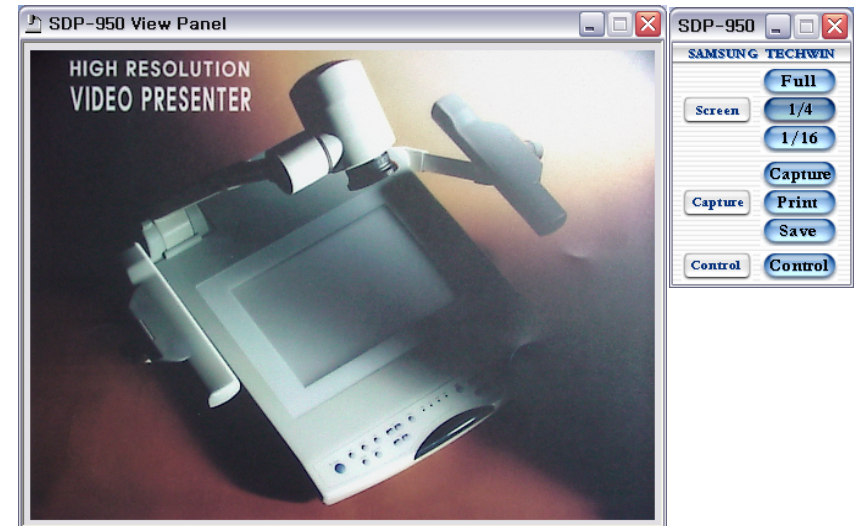 SDP-950 View Panel
HIGH RESOLUTION
VIDEO PRESENTER
SDP-950
SAMSUNG TECHWIN
Full
Screen 1/4
1/16
Capture
Capture Print
Save
Control Control